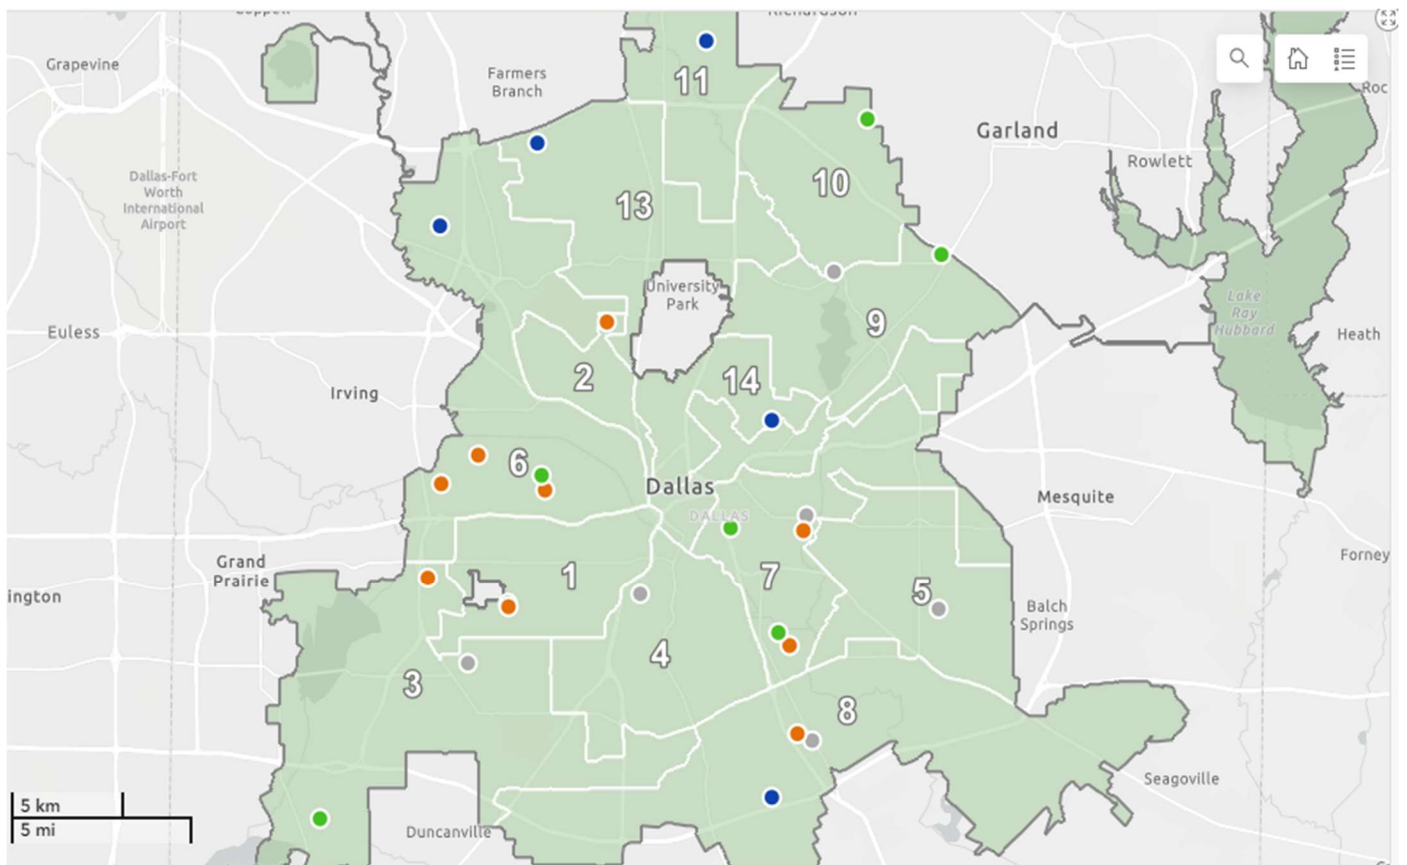 Grapevine
Farmers
Branch
11
Garland
Dallas-Fort
Worth
International
Airport
13
10
Rowlett
University
Park
9
Lake
Ray
Hubbard
Heath
Euless
2
14
Irving
6
Dallas
DALLAS
Mesquite
Forney
Grand
Prairie
ington
1
7
5
Balch
Springs
4
3
8
Seagoville
5 km
5 mi
Duncanville
Roc